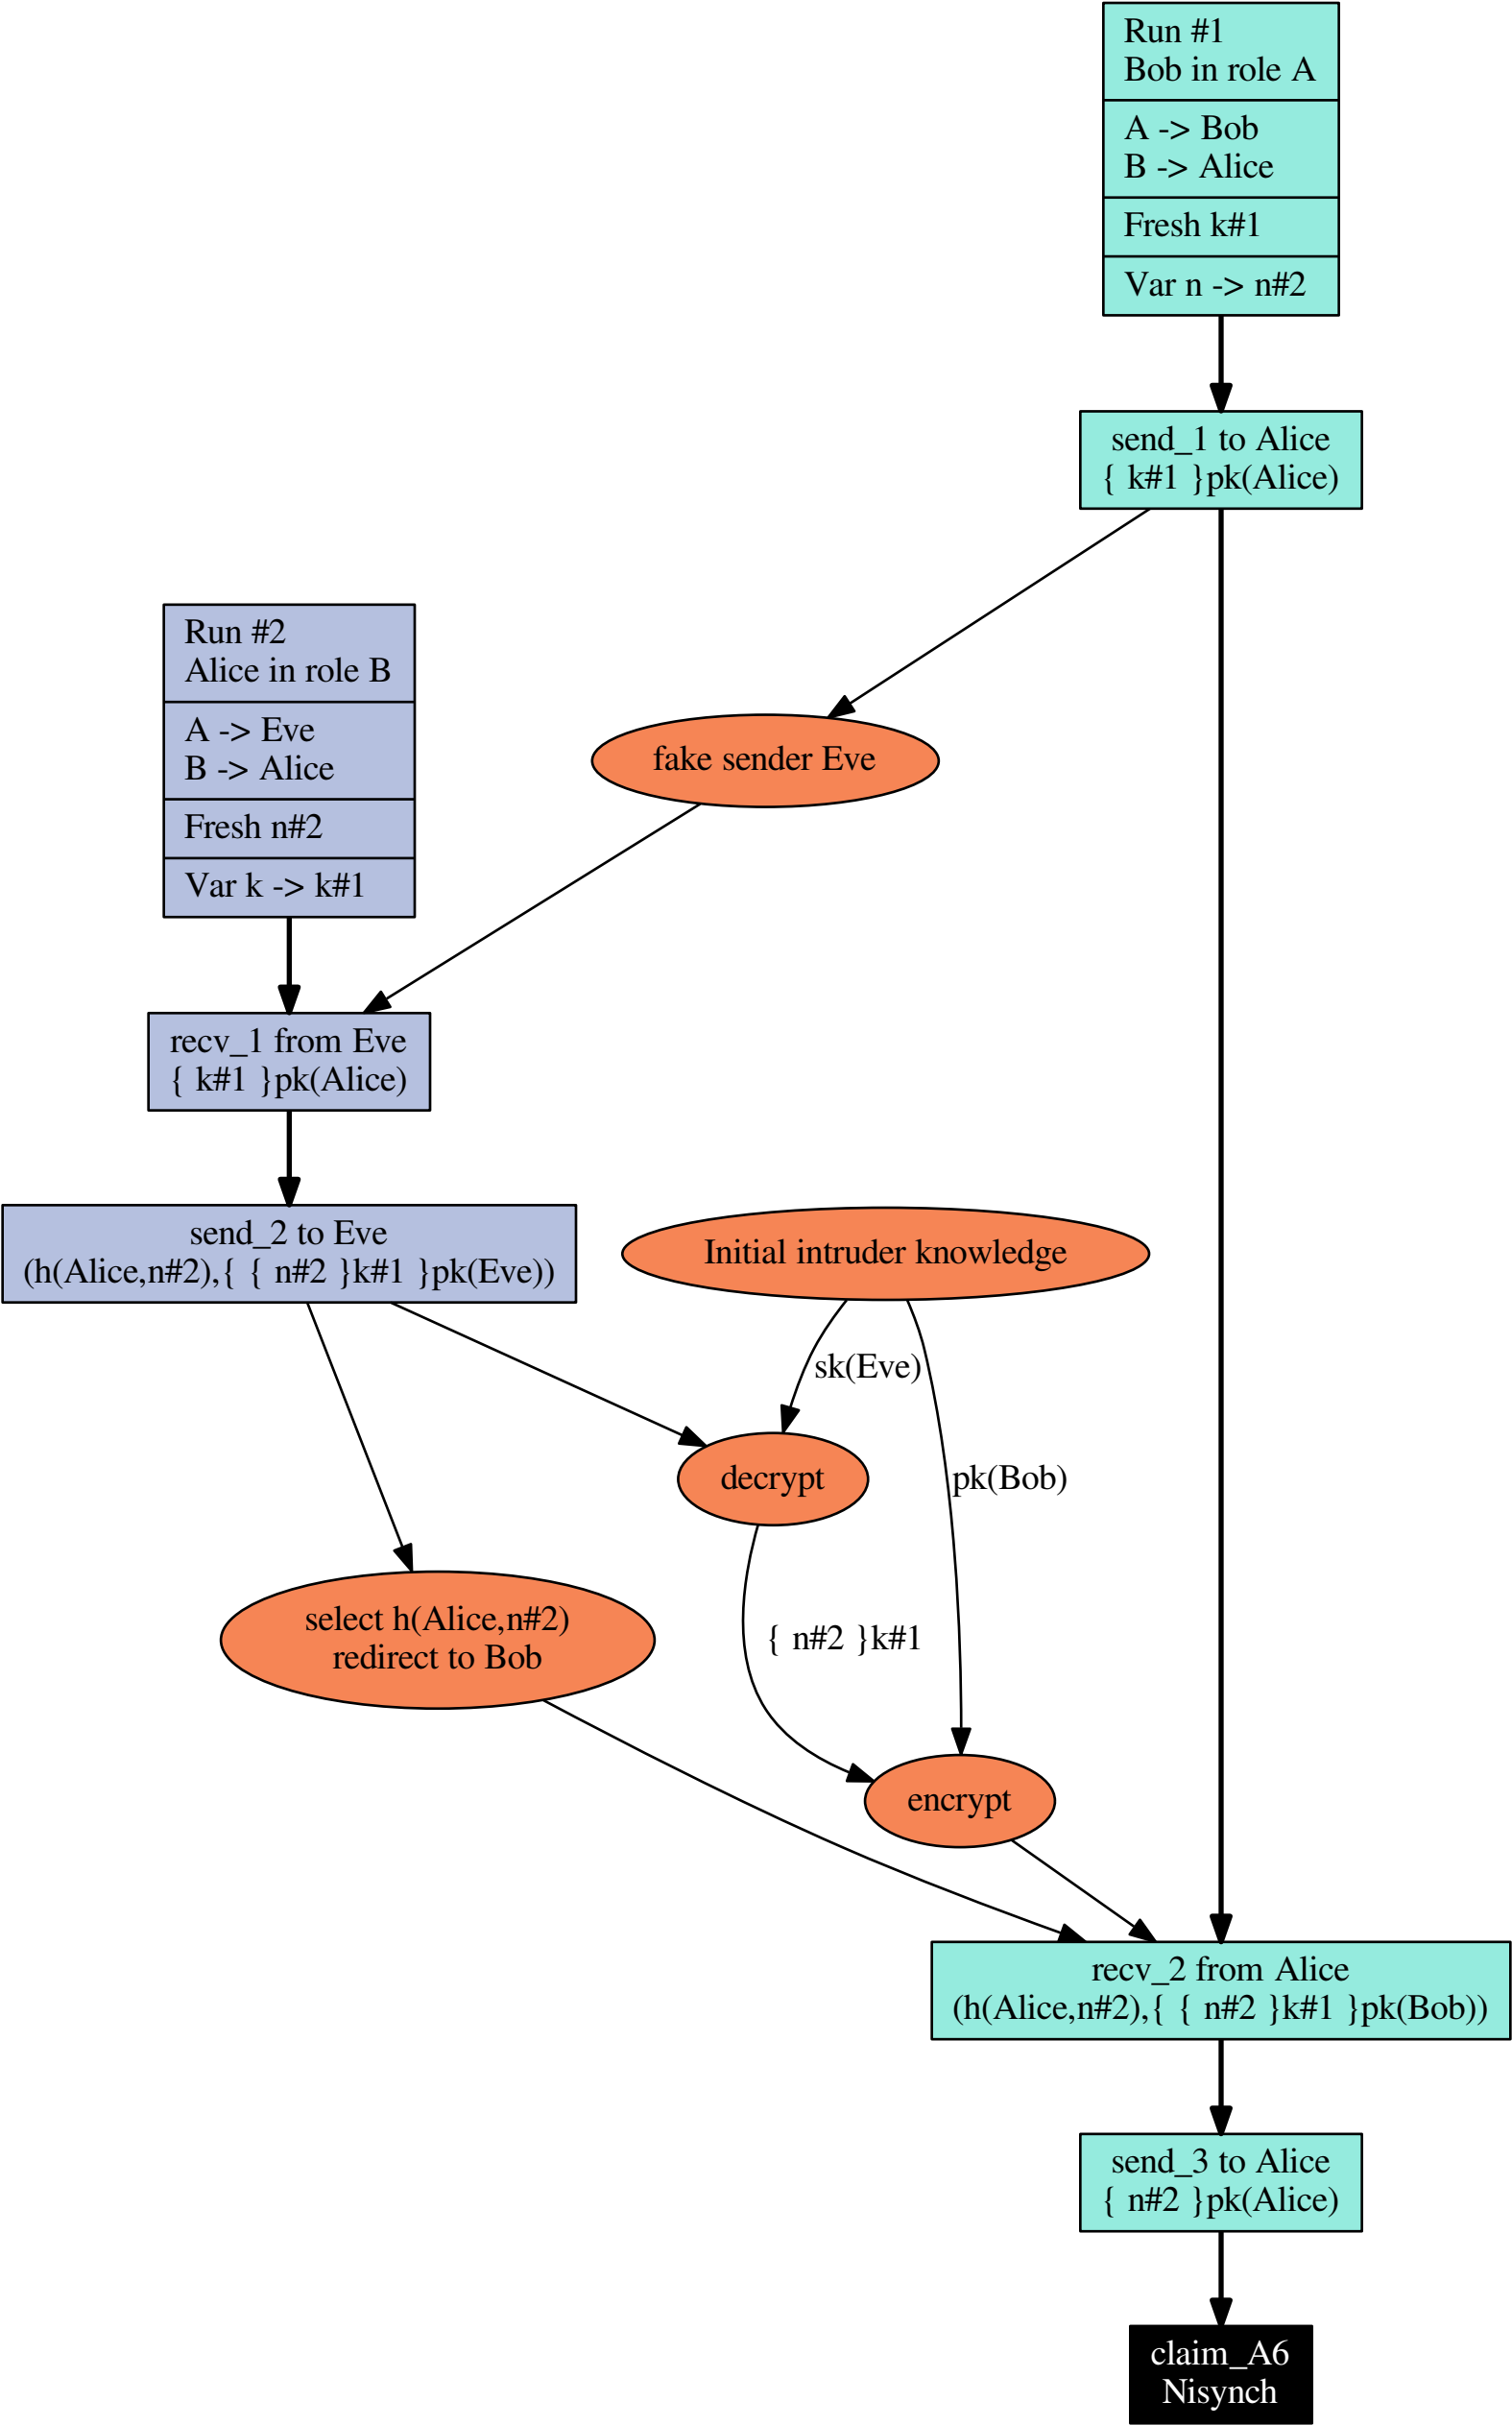 Run #1
Bob in role A
A -> Bob
B -> Alice
Fresh k#1
Var n -> n#2
send_1 to Alice
{ k#1 }pk(Alice)
Run #2
Alice in role B
A -> Eve
B -> Alice
Fresh n#2
Var k -> k#1
fake sender Eve
recv_1 from Eve
{ k#1 }pk(Alice)
send_2 to Eve
(h(Alice,n#2),{ { n#2 }k#1 }pk(Eve))
Initial intruder knowledge
sk(Eve)
decrypt
pk(Bob)
select h(Alice,n#2)
redirect to Bob
{ n#2 }k#1
encrypt
recv_2 from Alice
(h(Alice,n#2),{ { n#2 }k#1 }pk(Bob))
send_3 to Alice
{ n#2 }pk(Alice)
claim_A6
Nisynch